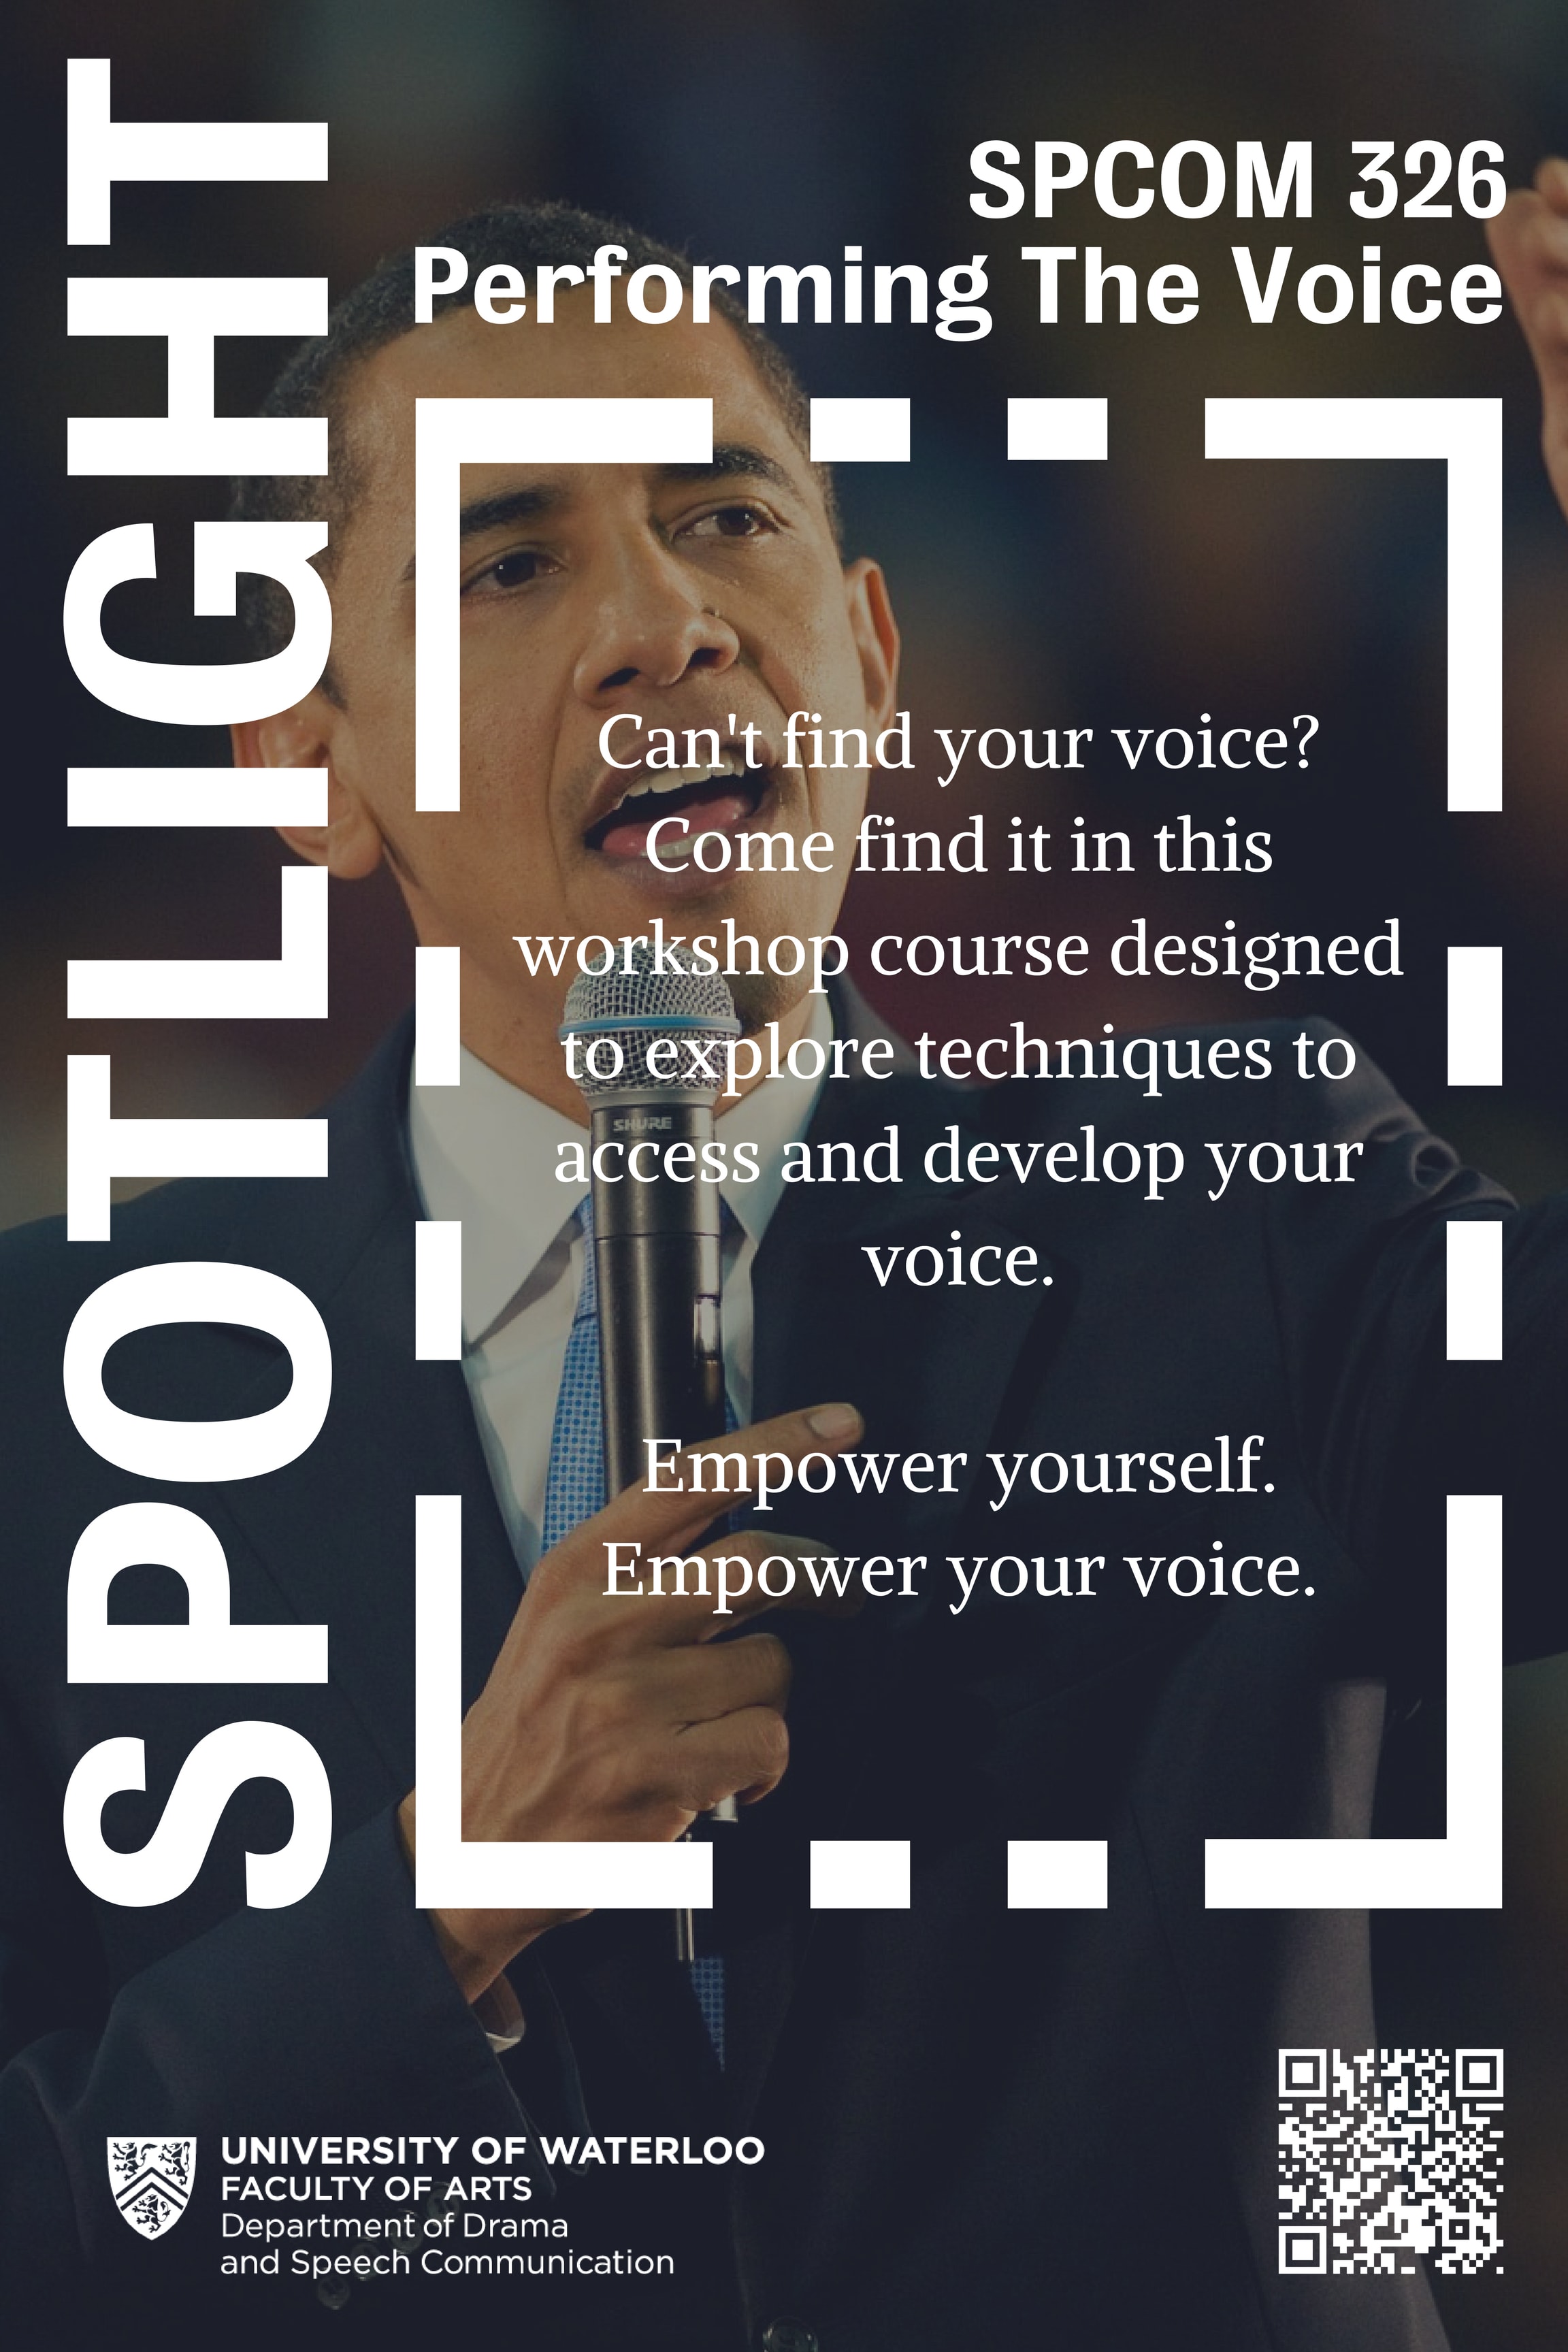 SPOTLIGHT
SPCOM 326
Performing The Voice
Can't find your voice?
Come find it in this
workshop course designed
to explore techniques to
access and develop your
voice.
Empower yourself.
Empower your voice.
SHURE
UNIVERSITY OF WATERLOO
FACULTY OF ARTS
Department of Drama
and Speech Communication